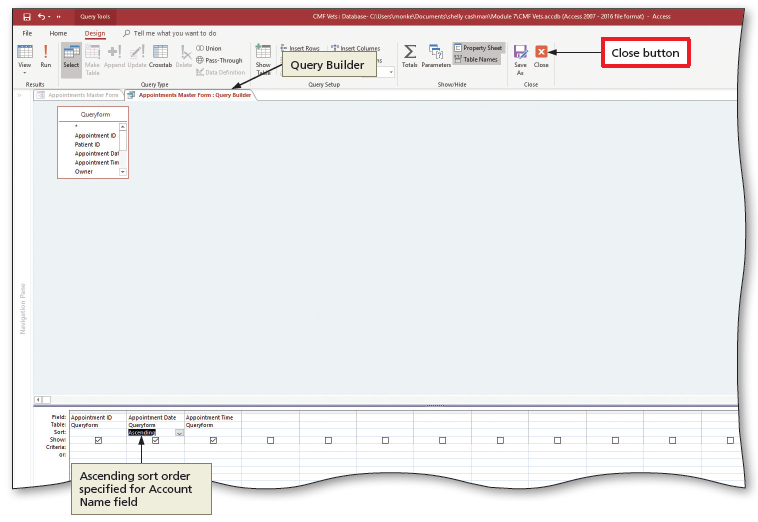 Query Tools
CMF Vets : Database- C:\Users\monke\Documents\shelly cashman\Module 7\CMF Vets.accdb (Access 2007 - 2016 file format) - Access
File Home Design Tell me what you want to do
View
Run
Select
Make Table
Append
Update
Crosstab
Delete
Union
Pass-Through
Data Definition
Show Table
Insert Rows
Insert Columns
Totals
Parameters
Property Sheet
Table Names
Save As
Close
Close button
Query Builder
Results Query Type Query Setup Show/Hide Close
Appointments Master Form
Appointments Master Form : Query Builder
Queryform
*
Appointment ID
Patient ID
Appointment Dat
Appointment Tim
Owner
Navigation Pane
Field: Appointment ID Appointment Date Appointment Time
Table: Queryform Queryform Queryform
Sort: Ascending
Show:
Criteria:
or:
Ascending sort order
specified for Account
Name field